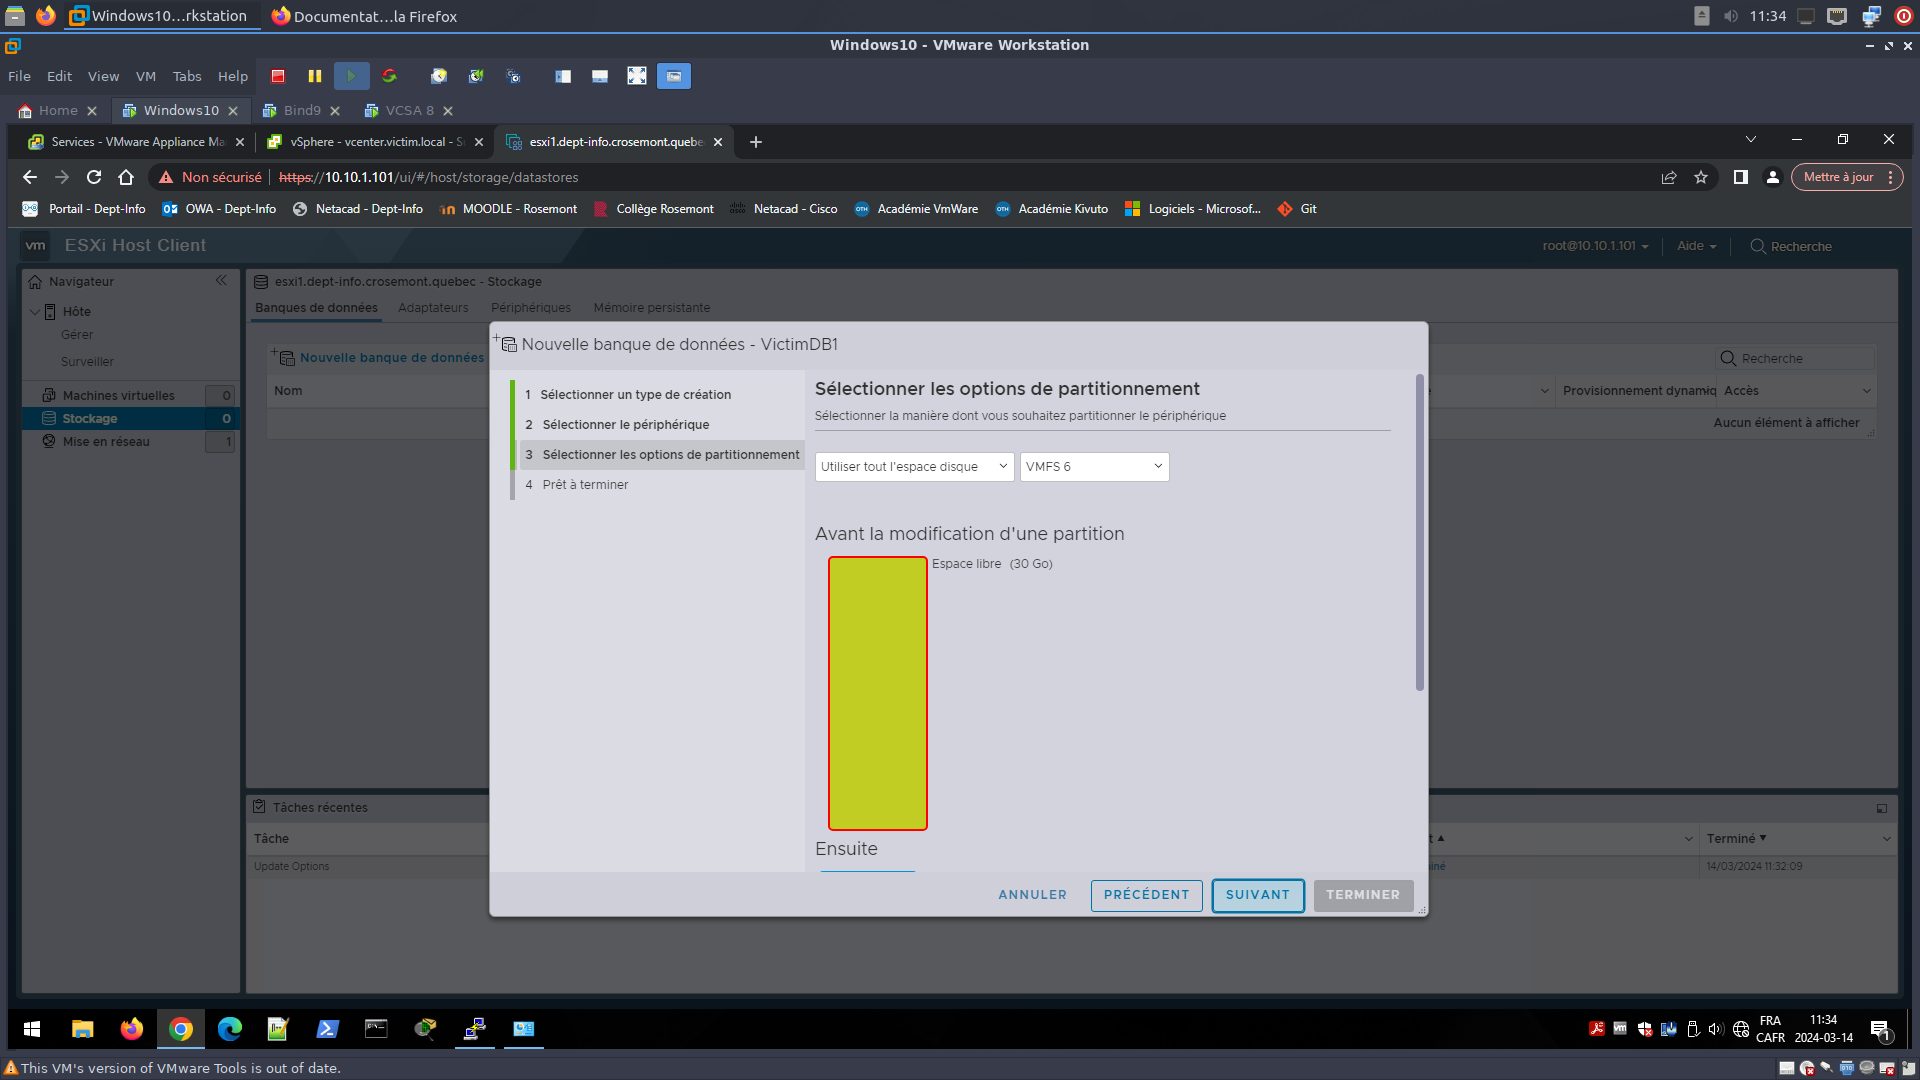 Windows10...rkstation
Documentat...la Firefox
11:34
Windows10 - VMware Workstation
File Edit View VM Tabs Help
Home
Windows10
Bind9
VCSA 8
Services - VMware Appliance Ma
vSphere - vcenter.victim.local - S
esxi1.dept-info.crosemont.quebe
Non sécurisé
https://10.10.1.101/ui/#/host/storage/datastores
Mettre à jour
Portail - Dept-Info
OWA - Dept-Info
Netacad - Dept-Info
MOODLE - Rosemont
Collège Rosemont
Netacad - Cisco
Académie VmWare
Académie Kivuto
Logiciels - Microsof...
Git
vm
ESXi Host Client
root@10.10.1.101
Aide
Recherche
Navigateur
Hôte
Gérer
Surveiller
Machines virtuelles 0
Stockage 0
Mise en réseau 1
esxi1.dept-info.crosemont.quebec - Stockage
Banques de données
Adaptateurs
Périphériques
Mémoire persistante
Nouvelle banque de données
Recherche
Nom
Provisionnement dynamiq
Accès
Aucun élément à afficher
Nouvelle banque de données - VictimDB1
1 Sélectionner un type de création
2 Sélectionner le périphérique
3 Sélectionner les options de partitionnement
4 Prêt à terminer
Sélectionner les options de partitionnement
Sélectionner la manière dont vous souhaitez partitionner le périphérique
Utiliser tout l'espace disque
VMFS 6
Avant la modification d'une partition
Espace libre (30 Go)
Ensuite
ANNULER
PRÉCÉDENT
SUIVANT
TERMINER
Tâches récentes
Tâche
t
Terminé
Update Options
iné
14/03/2024 11:32:09
FRA
CAFR
11:34
2024-03-14
1
This VM's version of VMware Tools is out of date.